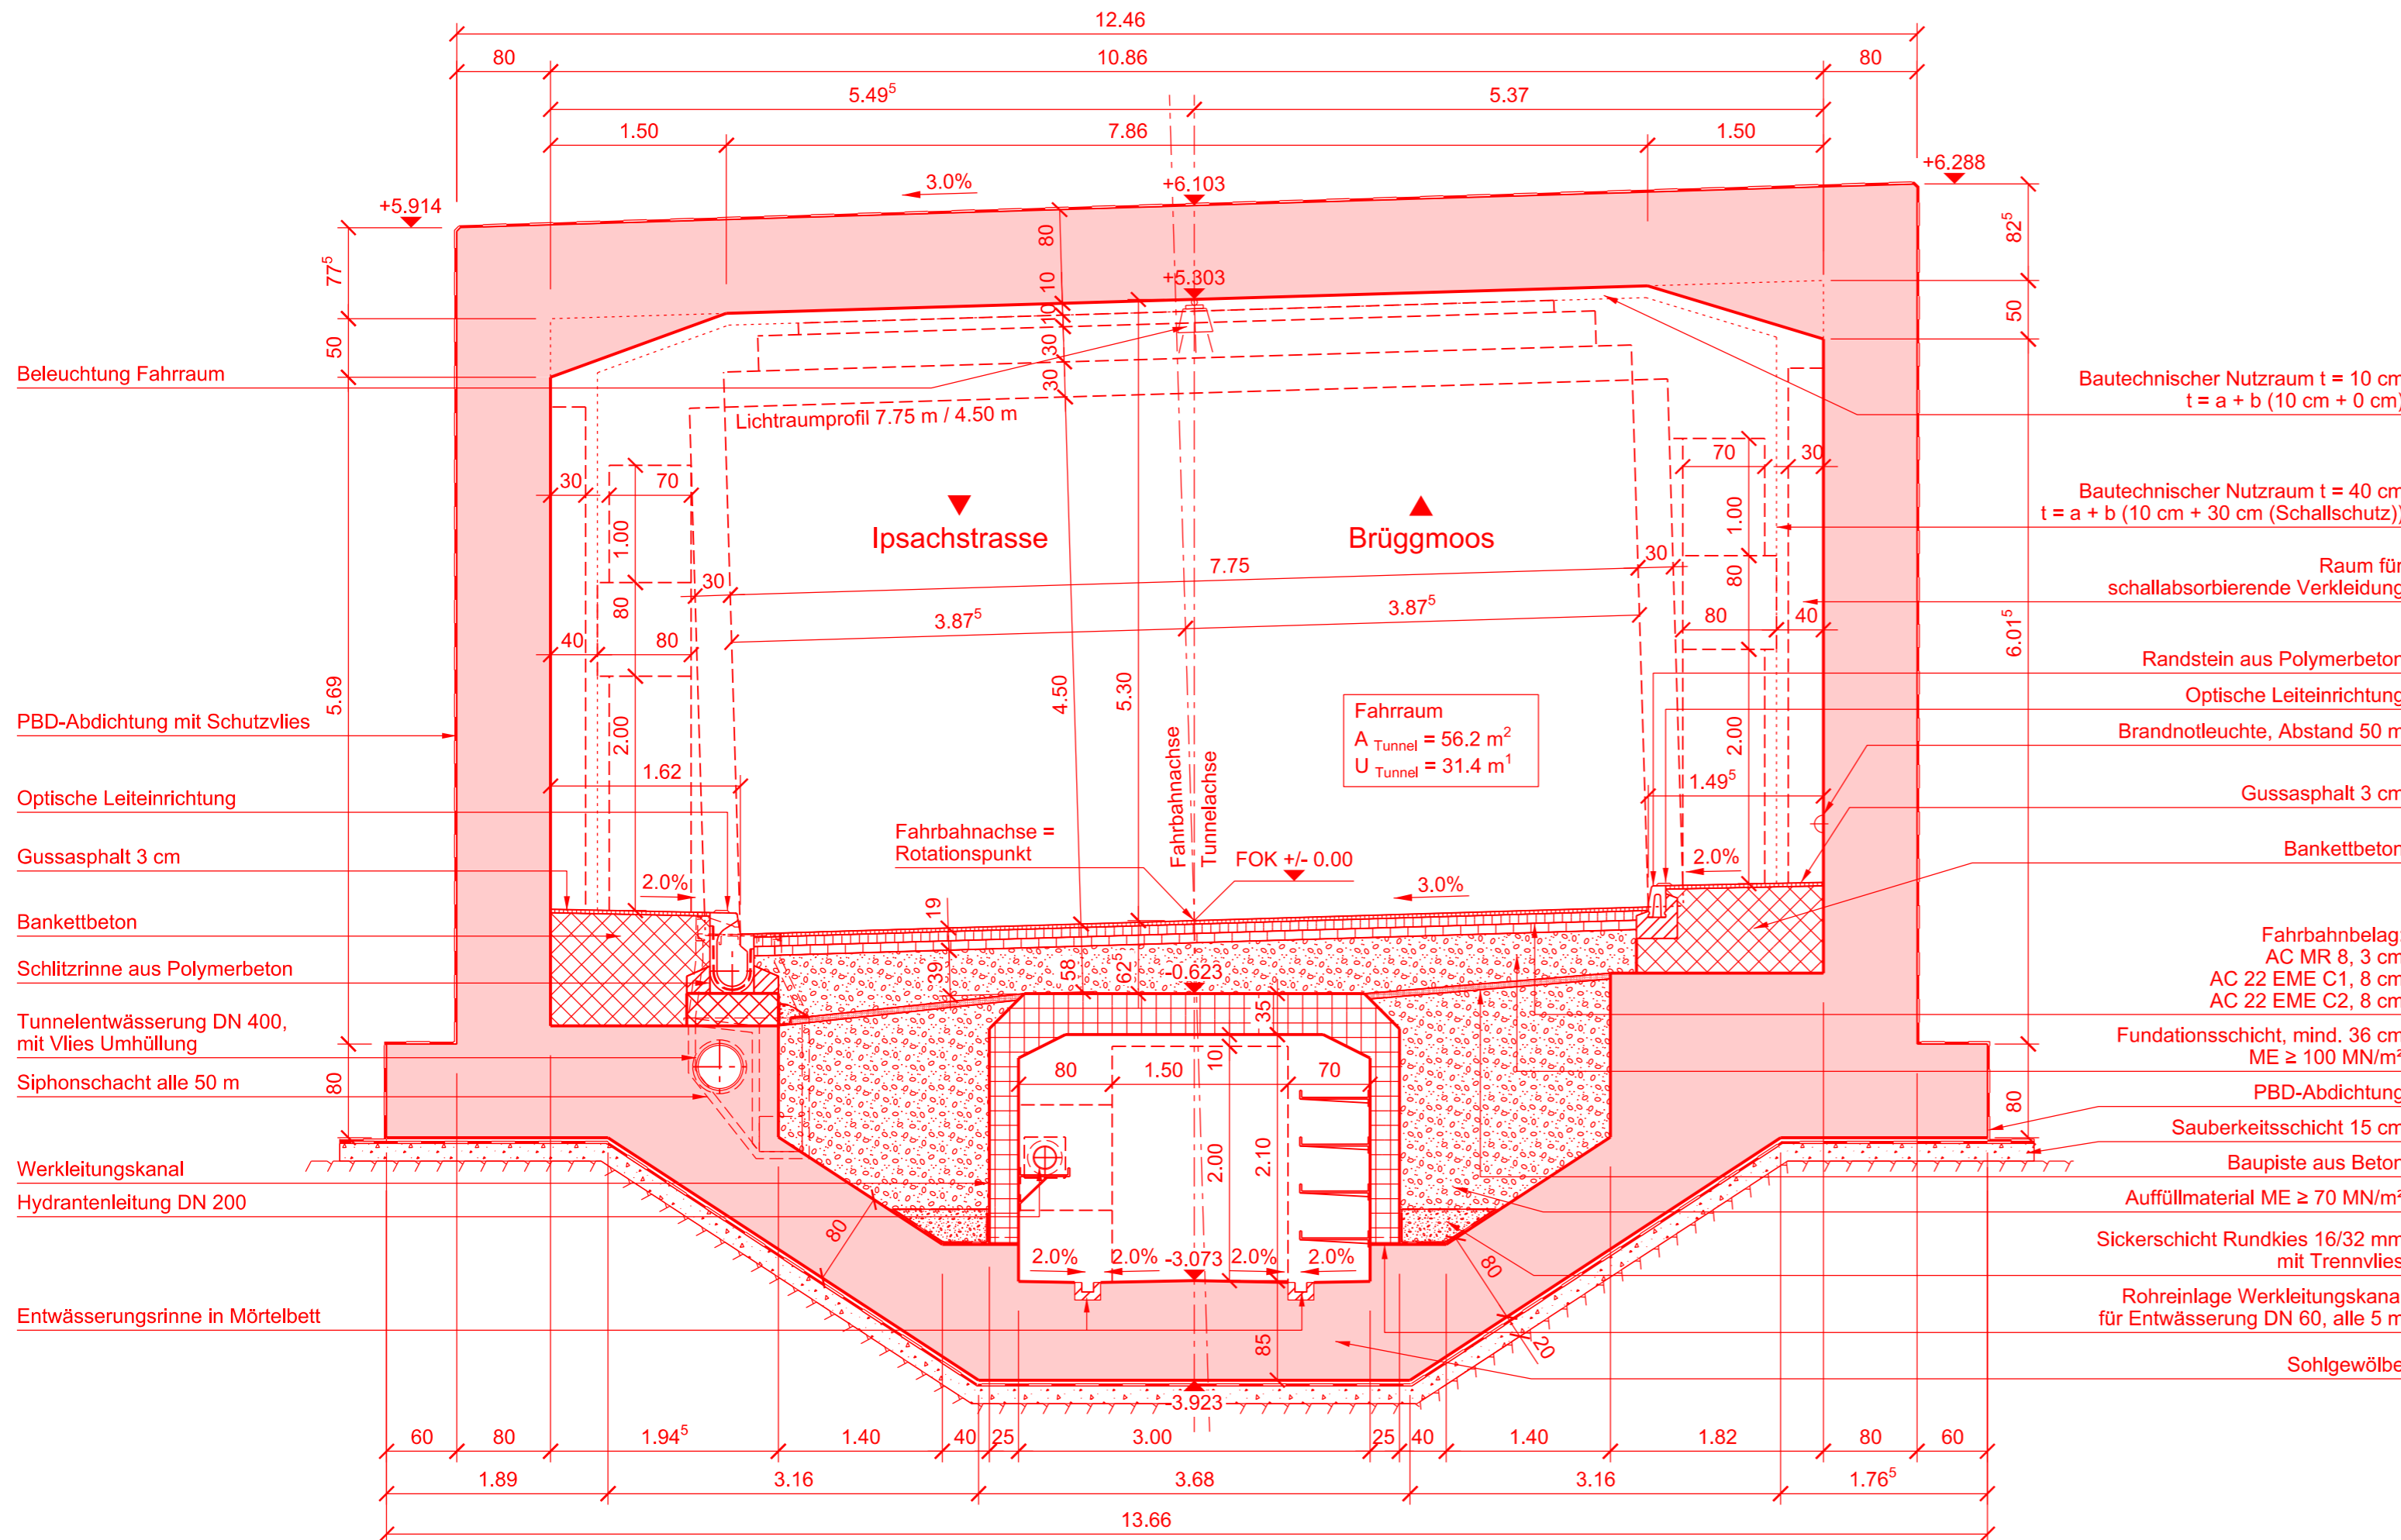 12.46
80
10.86
80
5.49⁵
5.37
1.50
7.86
1.50
3.0%
+6.103
+6.288
+5.914
77⁵
80
82⁵
10
+5.303
50
10
50
30
30
Beleuchtung Fahrraum
Lichtraumprofil 7.75 m / 4.50 m
Bautechnischer Nutzraum t = 10 cm
t = a + b (10 cm + 0 cm)
30
70
70
30
Bautechnischer Nutzraum t = 40 cm
t = a + b (10 cm + 30 cm (Schallschutz))
1.00
Ipsachstrasse
Brüggmoos
1.00
30
7.75
30
Raum für
schallabsorbierende Verkleidung
80
3.87⁵
3.87⁵
80
40
80
80
40
6.01⁵
Randstein aus Polymerbeton
5.69
4.50
5.30
Optische Leiteinrichtung
PBD-Abdichtung mit Schutzvlies
2.00
Fahrraum
A Tunnel = 56.2 m²
U Tunnel = 31.4 m¹
2.00
Brandnotleuchte, Abstand 50 m
1.62
Fahrbahnachse
Tunnelachse
1.49⁵
Optische Leiteinrichtung
Gussasphalt 3 cm
Fahrbahnachse =
Rotationspunkt
FOK +/- 0.00
Gussasphalt 3 cm
2.0%
3.0%
2.0%
Bankettbeton
Bankettbeton
19
Fahrbahnbelag:
AC MR 8, 3 cm
AC 22 EME C1, 8 cm
AC 22 EME C2, 8 cm
Schlitzrinne aus Polymerbeton
39
58
62⁵
-0.623
Tunnelentwässerung DN 400,
mit Vlies Umhüllung
35
Fundationsschicht, mind. 36 cm
ME ≥ 100 MN/m²
Siphonschacht alle 50 m
80
80
1.50
10
70
80
PBD-Abdichtung
Sauberkeitsschicht 15 cm
Werkleitungskanal
2.00
2.10
Baupiste aus Beton
Hydrantenleitung DN 200
Auffüllmaterial ME ≥ 70 MN/m²
80
2.0%
2.0%
-3.073
2.0%
2.0%
80
Sickerschicht Rundkies 16/32 mm
mit Trennvlies
Entwässerungsrinne in Mörtelbett
85
20
Rohreinlage Werkleitungskanal
für Entwässerung DN 60, alle 5 m
Sohlgewölbe
-3.923
60
80
1.94⁵
1.40
40
25
3.00
25
40
1.40
1.82
80
60
1.89
3.16
3.68
3.16
1.76⁵
13.66